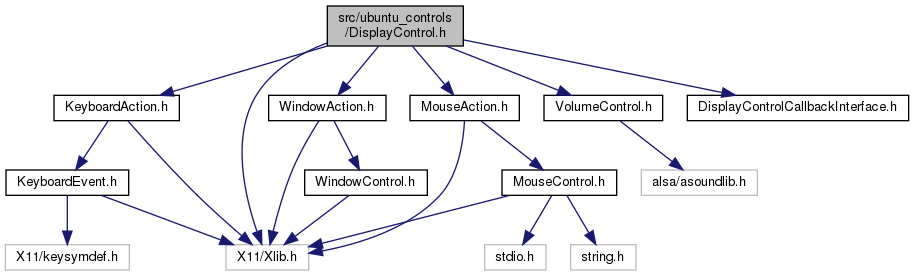 src/ubuntu_controls
/DisplayControl.h
KeyboardAction.h
WindowAction.h
MouseAction.h
VolumeControl.h
DisplayControlCallbackInterface.h
KeyboardEvent.h
WindowControl.h
MouseControl.h
alsa/asoundlib.h
X11/keysymdef.h
X11/Xlib.h
stdio.h
string.h